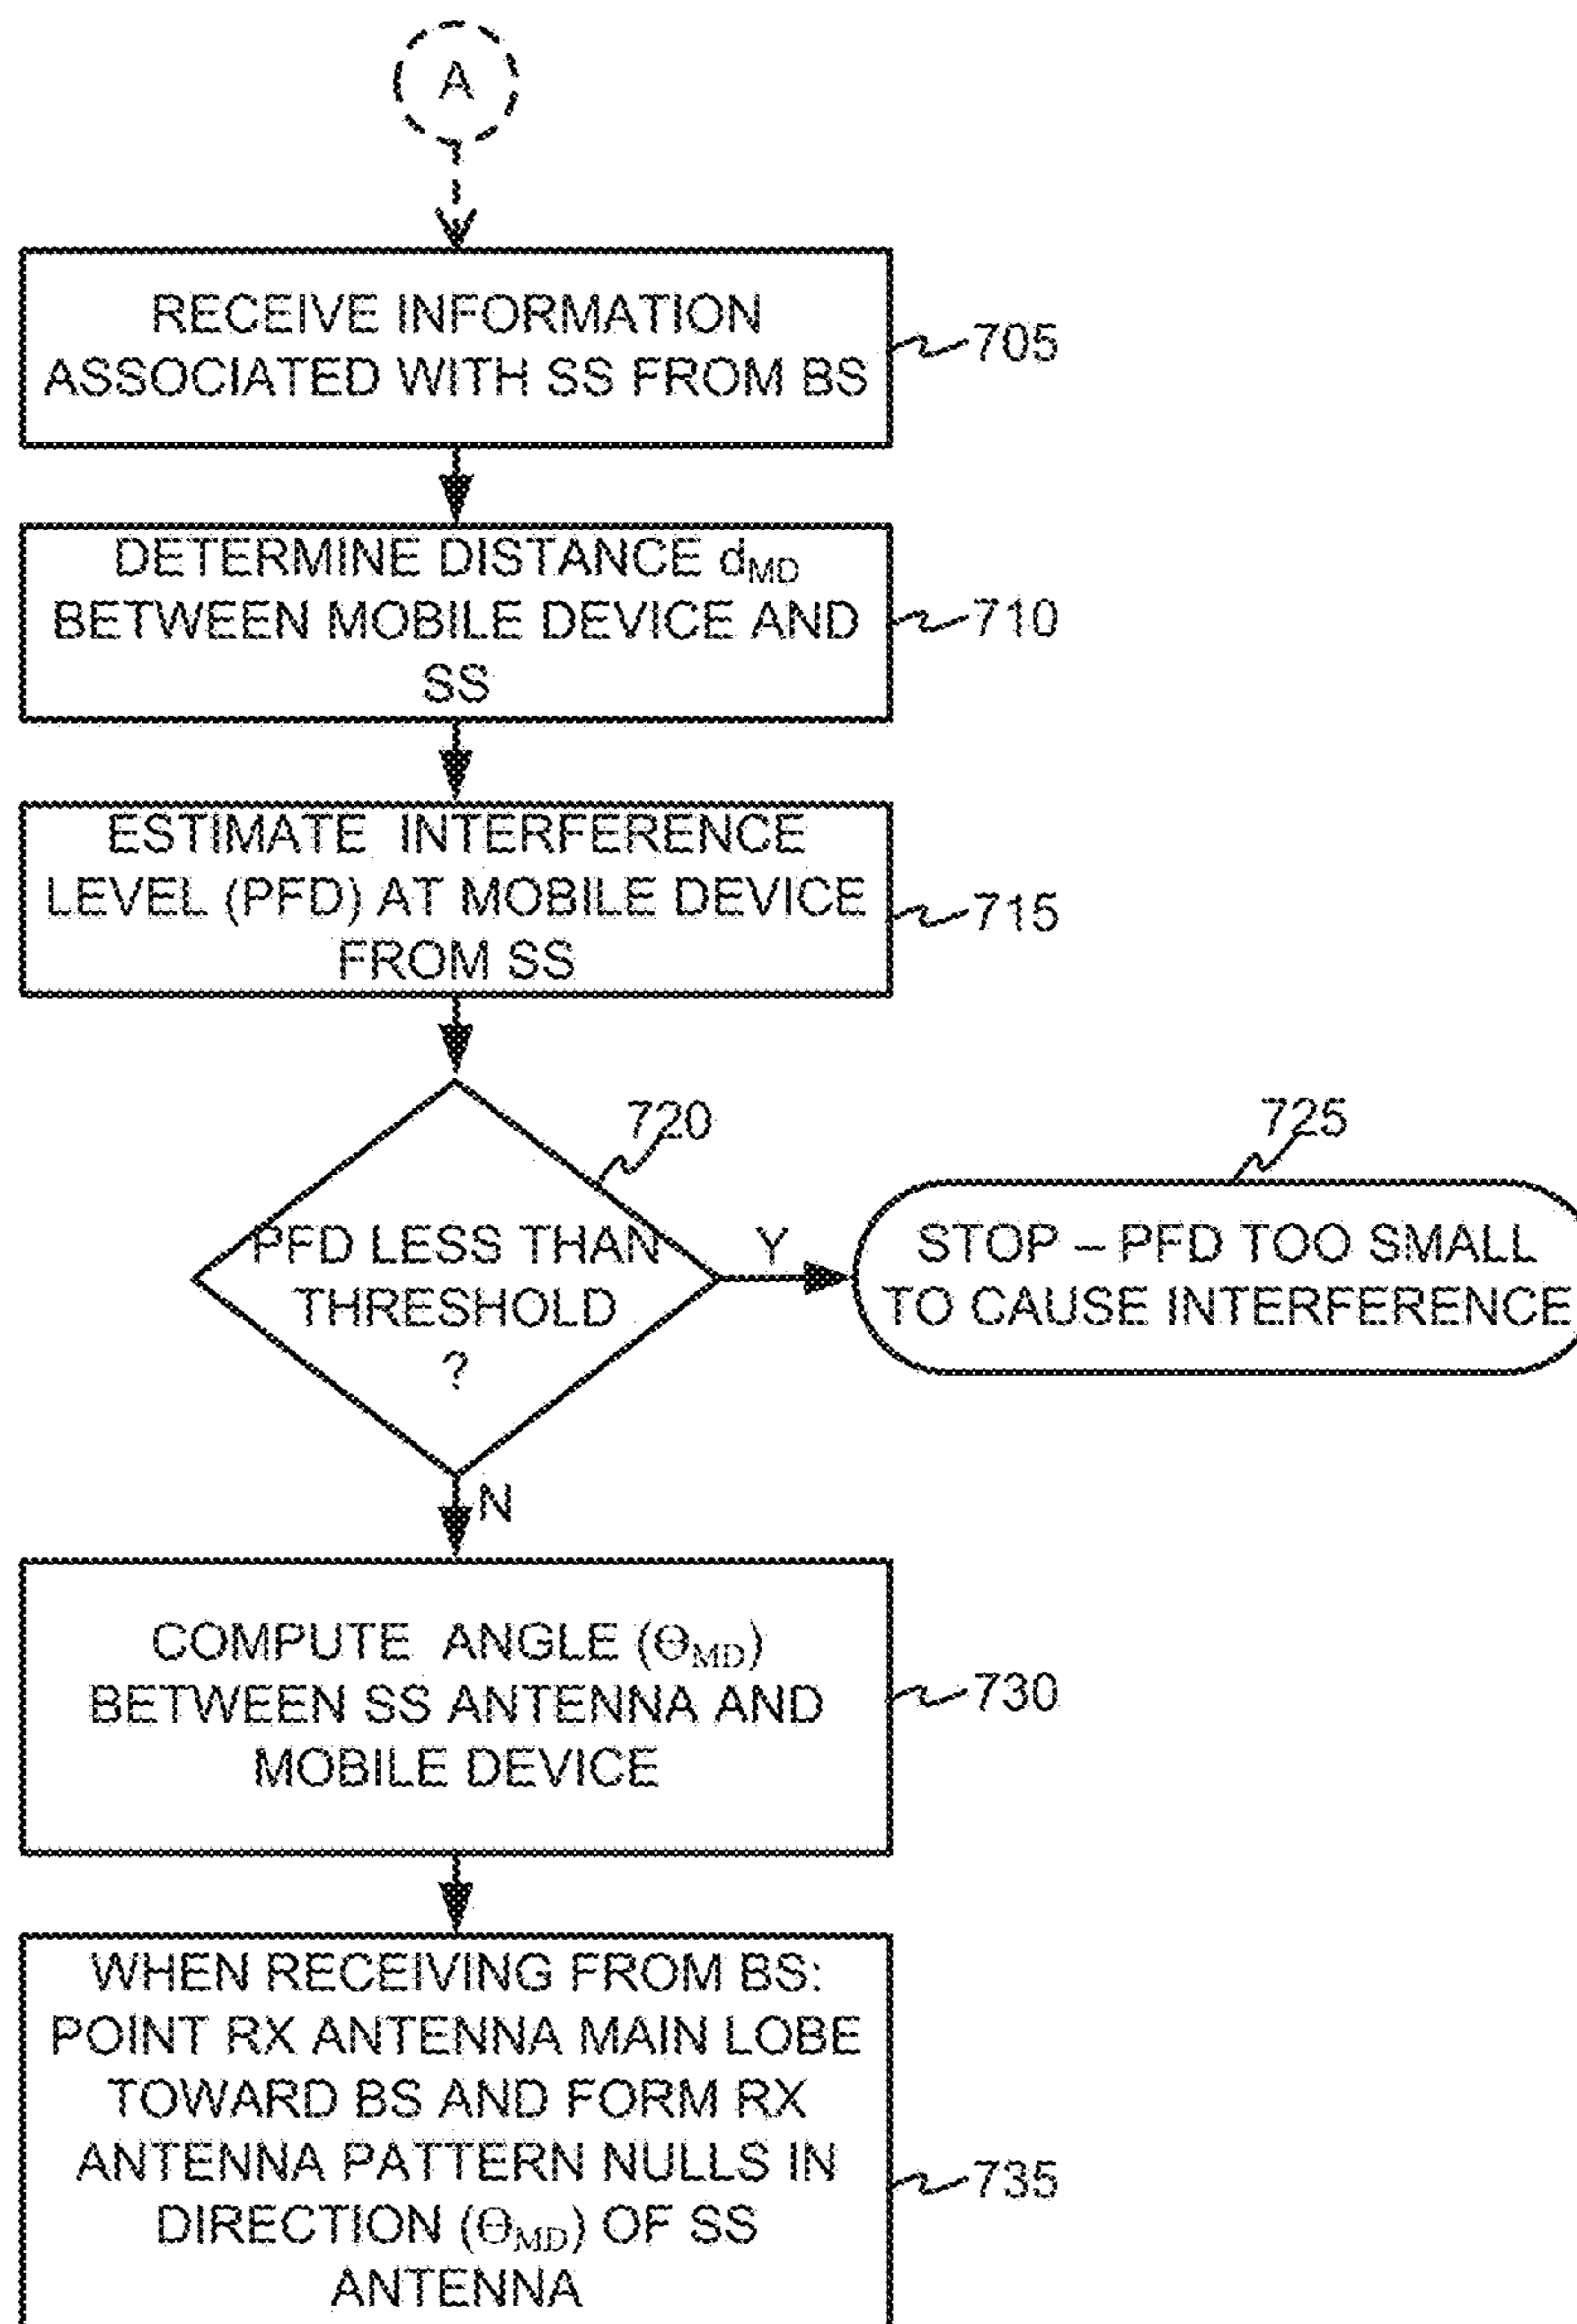 A
RECEIVE INFORMATION
ASSOCIATED WITH SS FROM BS
705
DETERMINE DISTANCE dMD
BETWEEN MOBILE DEVICE AND
SS
710
ESTIMATE INTERFERENCE
LEVEL (PFD) AT MOBILE DEVICE
FROM SS
715
720
PFD LESS THAN
THRESHOLD
?
Y
725
STOP – PFD TOO SMALL
TO CAUSE INTERFERENCE
N
COMPUTE ANGLE (ΘMD)
BETWEEN SS ANTENNA AND
MOBILE DEVICE
730
WHEN RECEIVING FROM BS:
POINT RX ANTENNA MAIN LOBE
TOWARD BS AND FORM RX
ANTENNA PATTERN NULLS IN
DIRECTION (ΘMD) OF SS
ANTENNA
735